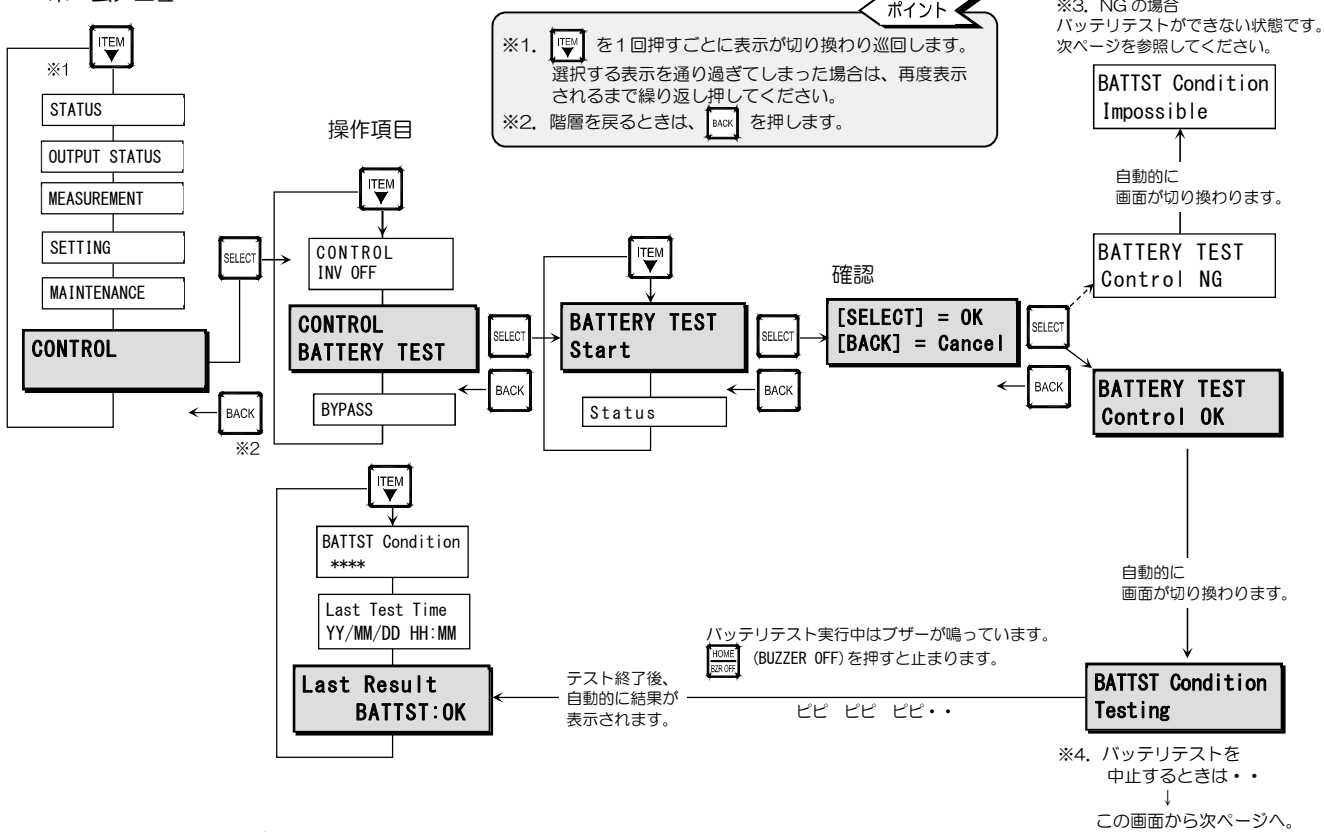 ポイント
※1. ITEM を1回押すごとに表示が切り換わり巡回します。
選択する表示を通り過ぎてしまった場合は、再度表示
されるまで繰り返し押してください。
※2. 階層を戻るときは、 BACK を押します。
※3. NGの場合
バッテリテストができない状態です。
次ページを参照してください。
ITEM
※1
STATUS
OUTPUT STATUS
MEASUREMENT
SETTING
MAINTENANCE
CONTROL
SELECT
BACK
※2
操作項目
ITEM
CONTROL
INV OFF
CONTROL
BATTERY TEST
BYPASS
SELECT
BACK
ITEM
BATTERY TEST
Start
Status
SELECT
BACK
確認
[SELECT] = OK
[BACK] = Cancel
SELECT
BACK
BATTST Condition
Impossible
自動的に
画面が切り換わります。
BATTERY TEST
Control NG
BATTERY TEST
Control OK
自動的に
画面が切り換わります。
BATTST Condition
Testing
※4. バッテリテストを
中止するときは・・
↓
この画面から次ページへ。
バッテリテスト実行中はブザーが鳴っています。
HOME
BZR OFF
(BUZZER OFF)を押すと止まります。
ピピ ピピ ピピ・・
テスト終了後、
自動的に結果が
表示されます。
ITEM
BATTST Condition
****
Last Test Time
YY/MM/DD HH:MM
Last Result
BATTST:OK